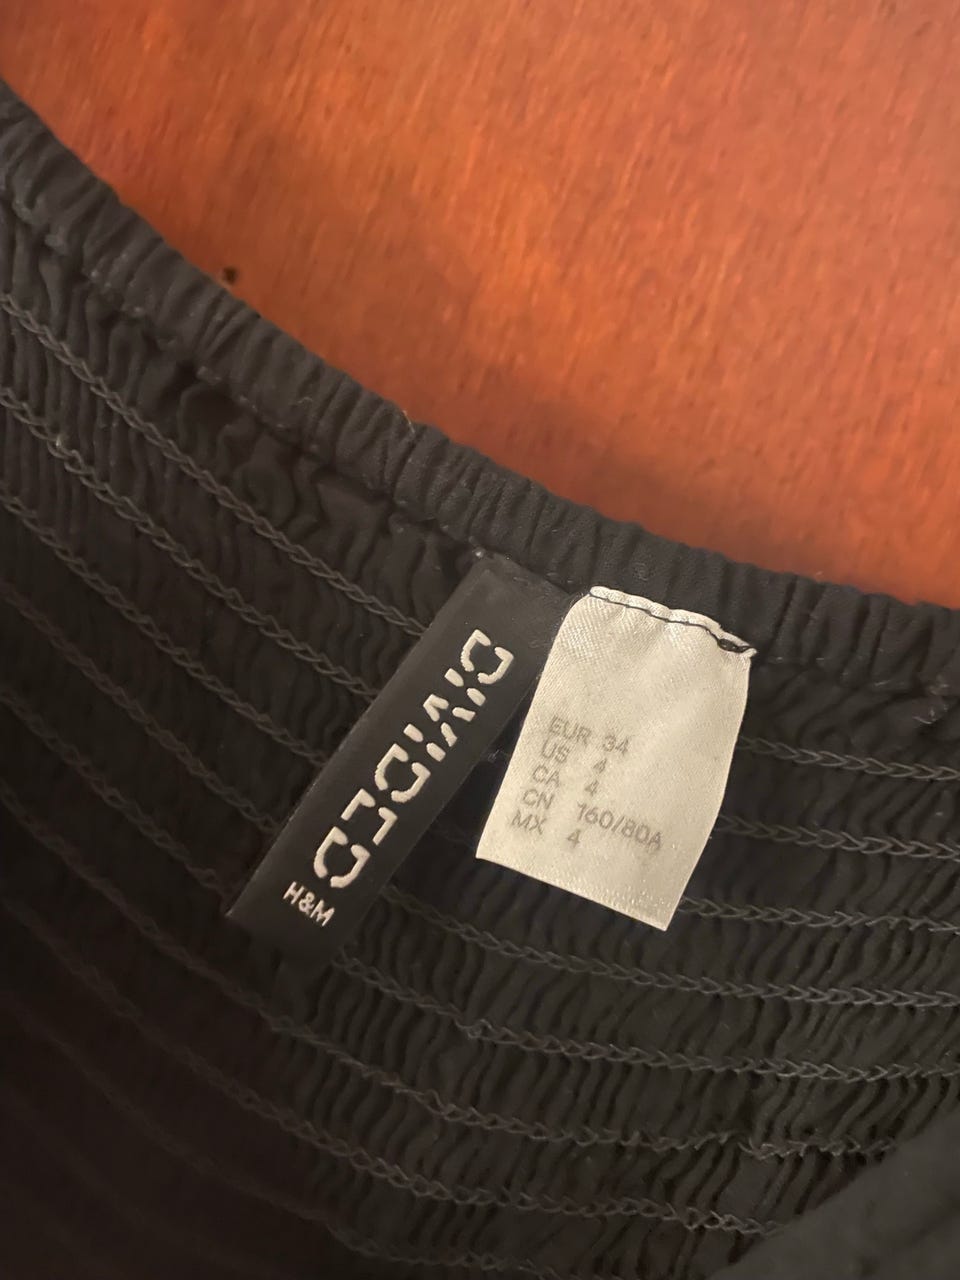 DIVIDED
H&M
EUR 34
US 4
CA 4
CN 160/80A
MX 4